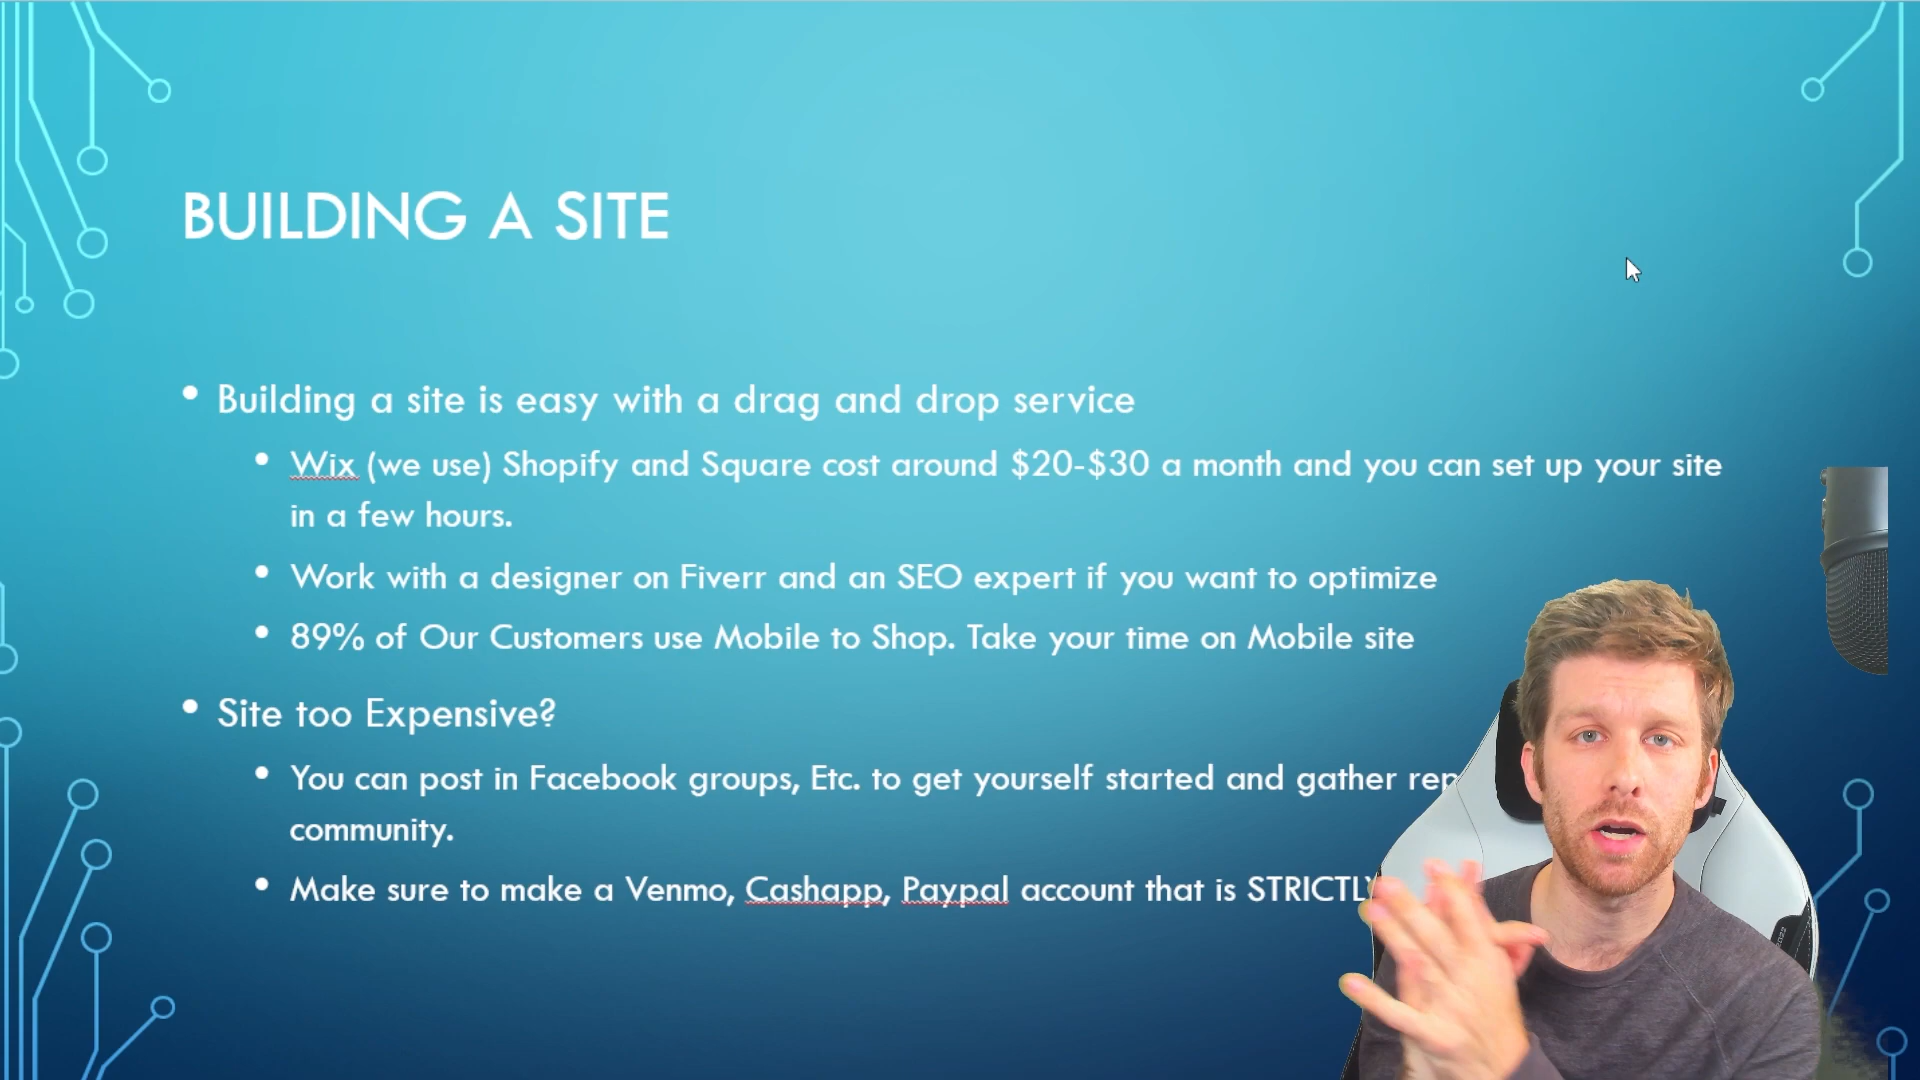 BUILDING A SITE
Building a site is easy with a drag and drop service
Wix (we use) Shopify and Square cost around $20-$30 a month and you can set up your site
in a few hours.
Work with a designer on Fiverr and an SEO expert if you want to optimize
89% of Our Customers use Mobile to Shop. Take your time on Mobile site
Site too Expensive?
You can post in Facebook groups, Etc. to get yourself started and gather
community.
Make sure to make a Venmo, Cashapp, Paypal account that is STRICTLY